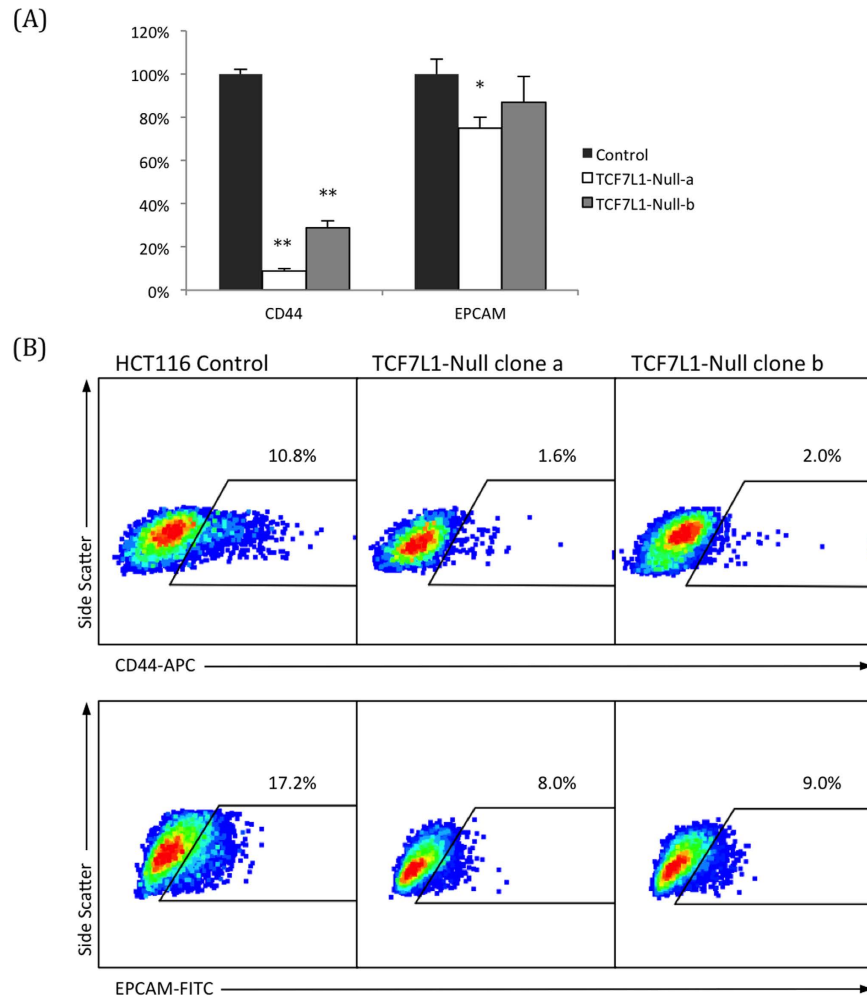 (A)
120%
100%
80%
60%
40%
20%
0%
*
**
**
CD44
EPCAM
Control
TCF7L1-Null-a
TCF7L1-Null-b
(B)
HCT116 Control
TCF7L1-Null clone a
TCF7L1-Null clone b
Side Scatter
10.8%
1.6%
2.0%
CD44-APC
Side Scatter
17.2%
8.0%
9.0%
EPCAM-FITC